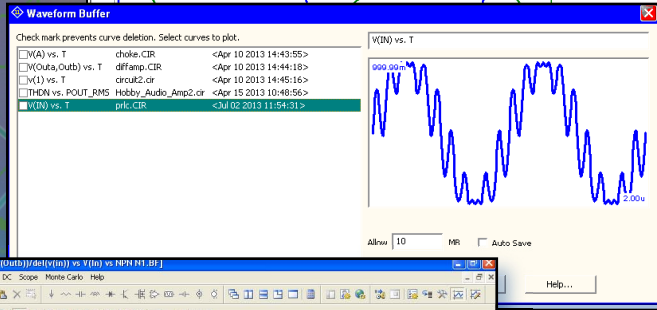 Waveform Buffer
Check mark prevents curve deletion. Select curves to plot.
V(IN) vs. T
V(A) vs. T choke.CIR <Apr 10 2013 14:43:55>
V(Outa,Outb) vs. T diffamp.CIR <Apr 10 2013 14:44:18>
v(1) vs. T circuit2.cir <Apr 10 2013 14:45:16>
THDN vs. POUT_RMS Hobby_Audio_Amp2.cir <Apr 15 2013 10:48:56>
V(IN) vs. T prlc.CIR <Jul 02 2013 11:54:31>
999.99m
2.00u
Allow 10 MB Auto Save
(Outb))/del(v(in)) vs V(In) vs NPN N1.BF]
DC Scope Monte Carlo Help
Help...